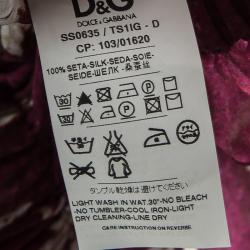 D&G
DOLCE & GABBANA
SS0635 / TS1IG - D
CP: 103/01620
100% SETA-SILK-SEDA-SOIE-
SEIDE-ШЕЛК - 桑蚕丝
30
タンブル乾燥は避けてください
LIGHT WASH IN WAT.30°-NO BLEACH
-NO TUMBLER-COOL IRON-LIGHT
DRY CLEANING-LINE DRY
CARE INSTRUCTION ON REVERSE